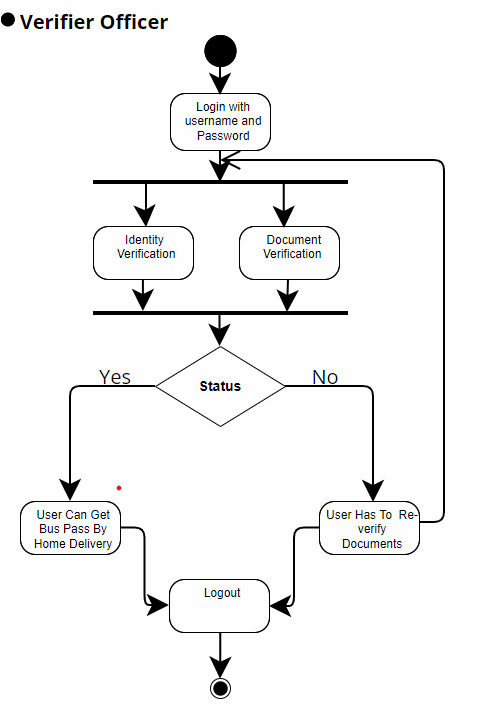 Verifier Officer
Login with
username and
Password
Identity
Verification
Document
Verification
Status
Yes
No
User Can Get
Bus Pass By
Home Delivery
User Has To  Re-
verify
Documents
Logout